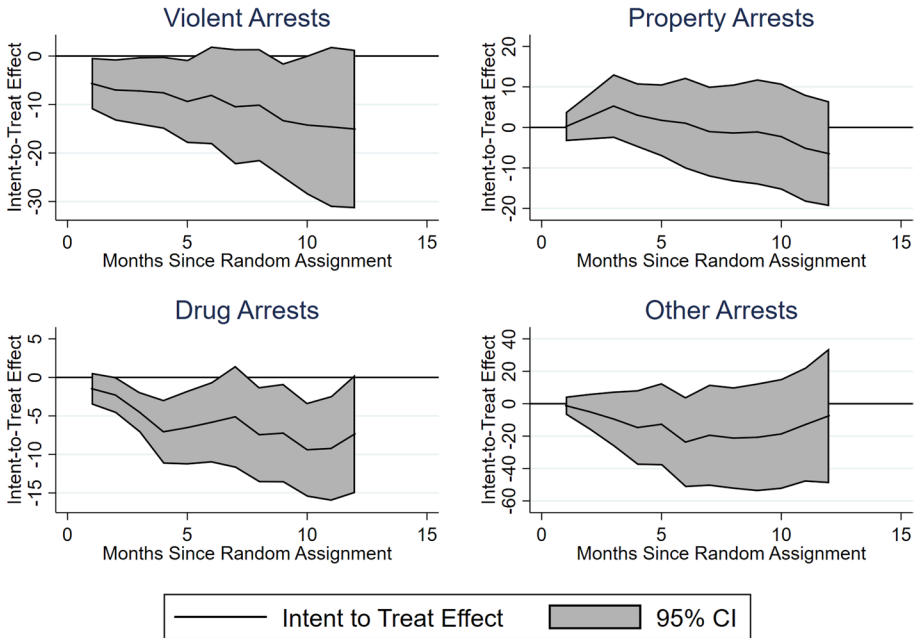 Violent Arrests
Intent-to-Treat Effect
0
-10
-20
-30
0 5 10 15
Months Since Random Assignment
Property Arrests
Intent-to-Treat Effect
20
10
0
-10
-20
0 5 10 15
Months Since Random Assignment
Drug Arrests
Intent-to-Treat Effect
5
0
-5
-10
-15
0 5 10 15
Months Since Random Assignment
Other Arrests
Intent-to-Treat Effect
40
20
0
-20
-40
-60
0 5 10 15
Months Since Random Assignment
Intent to Treat Effect 95% CI